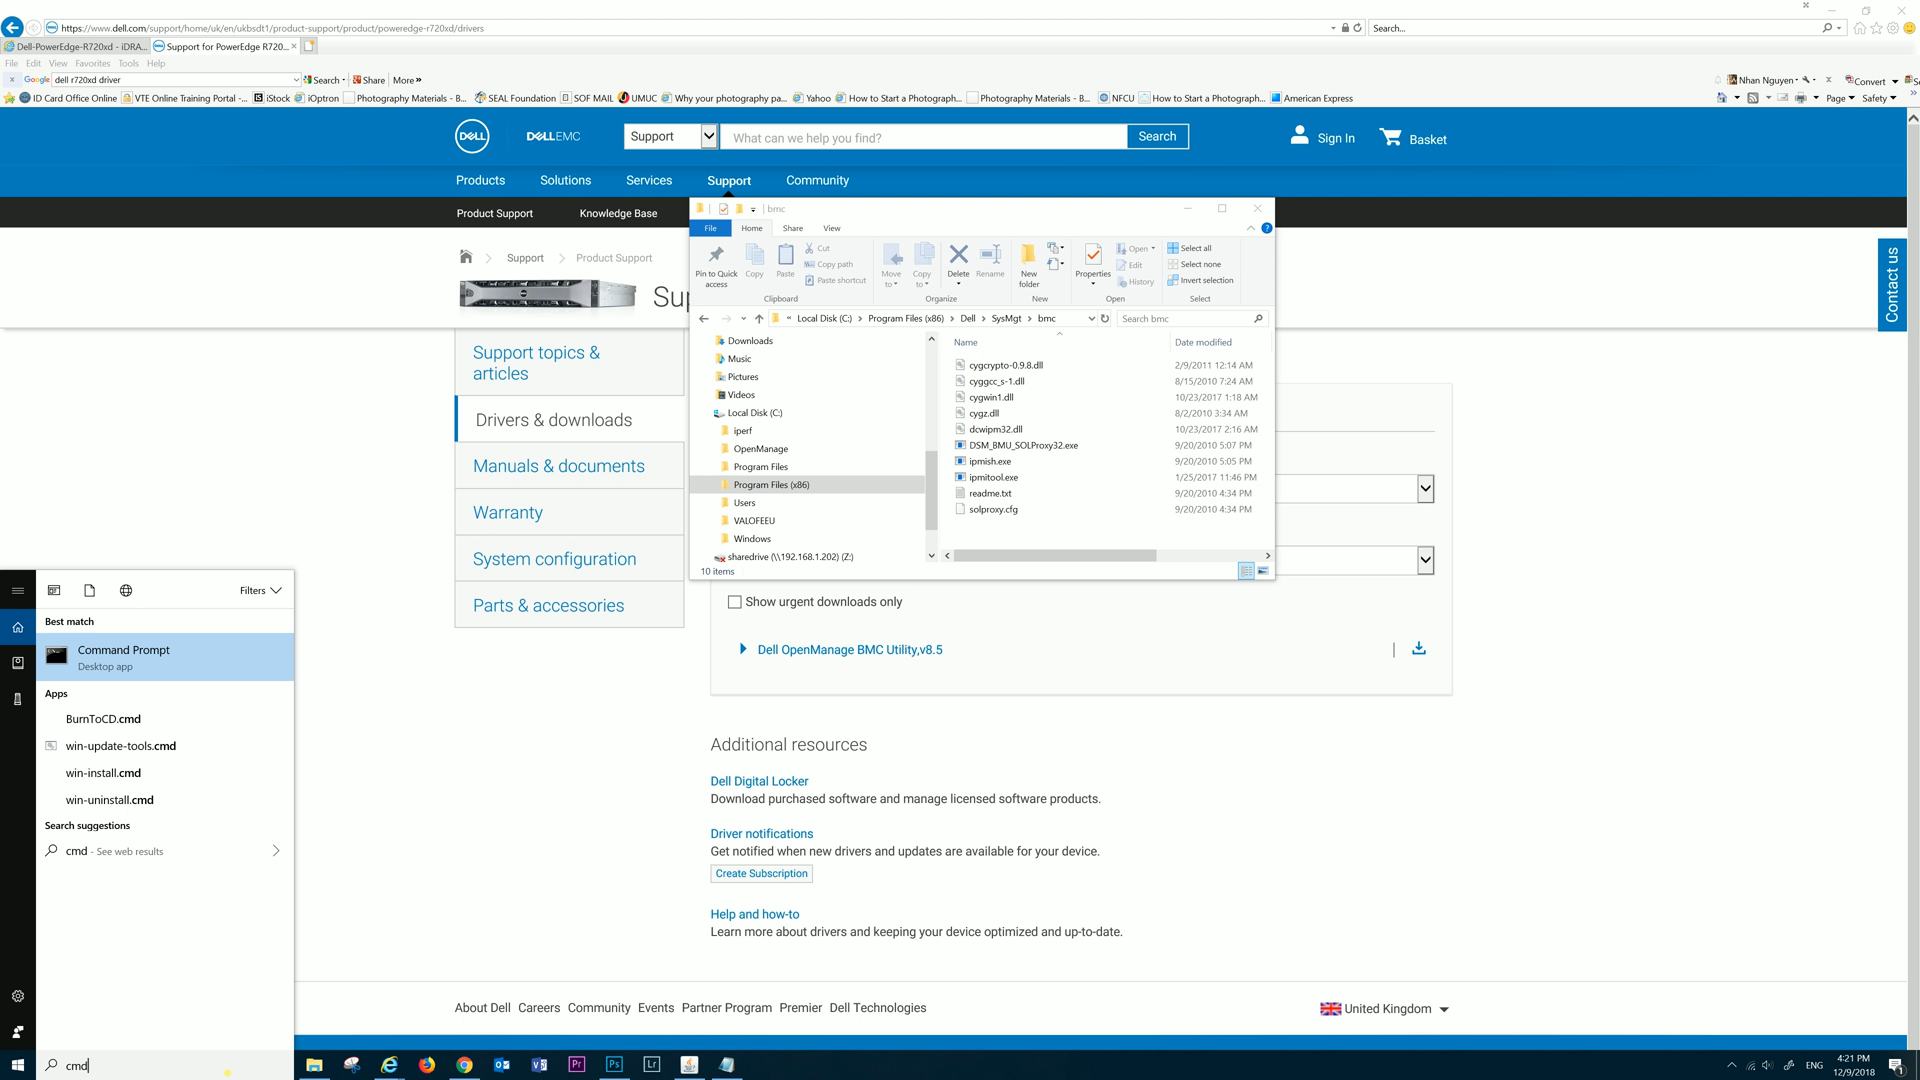 https://www.dell.com/support/home/uk/en/ukbsdt1/product-support/product/poweredge-r720xd/drivers
Search...
Dell-PowerEdge-R720xd - iDRA...
Support for PowerEdge R720...
File Edit View Favorites Tools Help
Google dell r720xd driver Search Share More »
Nhan Nguyen Convert
ID Card Office Online VTE Online Training Portal -... iStock iOptron Photography Materials - B... SEAL Foundation SOF MAIL UMUC Why your photography pa... Yahoo How to Start a Photograph... Photography Materials - B... NFCU How to Start a Photograph... American Express
Page Safety
DELL
DELLEMC
Support
What can we help you find?
Search
Sign In
Basket
Products Solutions Services Support Community
Product Support Knowledge Base
Support Product Support
Su
Contact us
bmc
File Home Share View
Pin to Quick access
Copy
Paste
Cut
Copy path
Paste shortcut
Move to
Copy to
Delete
Rename
New folder
Properties
Open
Edit
History
Select all
Select none
Invert selection
Clipboard Organize New Open Select
« Local Disk (C:) > Program Files (x86) > Dell > SysMgt > bmc
Search bmc
Downloads
Music
Pictures
Videos
Local Disk (C:)
iperf
OpenManage
Program Files
Program Files (x86)
Users
VALOFEEU
Windows
sharedrive (\\192.168.1.202) (Z:)
Name Date modified
cygcrypto-0.9.8.dll 2/9/2011 12:14 AM
cyggcc_s-1.dll 8/15/2010 7:24 AM
cygwin1.dll 10/23/2017 1:18 AM
cygz.dll 8/2/2010 3:34 AM
dcwipm32.dll 10/23/2017 2:16 AM
DSM_BMU_SOLProxy32.exe 9/20/2010 5:07 PM
ipmish.exe 9/20/2010 5:05 PM
ipmitool.exe 1/25/2017 11:46 PM
readme.txt 9/20/2010 4:34 PM
solproxy.cfg 9/20/2010 4:34 PM
10 items
Support topics & articles
Drivers & downloads
Manuals & documents
Warranty
System configuration
Parts & accessories
Show urgent downloads only
Dell OpenManage BMC Utility,v8.5
Additional resources
Dell Digital Locker
Download purchased software and manage licensed software products.
Driver notifications
Get notified when new drivers and updates are available for your device.
Create Subscription
Help and how-to
Learn more about drivers and keeping your device optimized and up-to-date.
About Dell Careers Community Events Partner Program Premier Dell Technologies
United Kingdom
Filters
Best match
Command Prompt
Desktop app
Apps
BurnToCD.cmd
win-update-tools.cmd
win-install.cmd
win-uninstall.cmd
Search suggestions
cmd - See web results
cmd
Pr Ps Lr
ENG
4:21 PM
12/9/2018
1